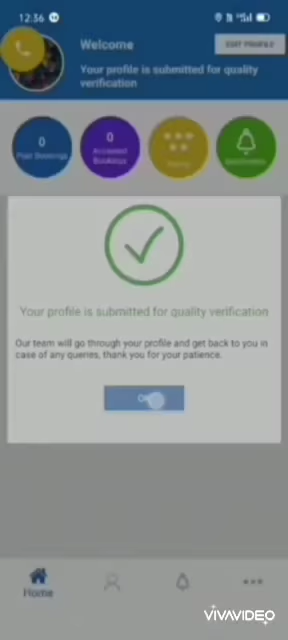 12:36
Welcome
EDIT PROFILE
Your profile is submitted for quality
verification
0
Past Bookings
0
Accepted
Bookings
Your profile is submitted for quality verification
Our team will go through your profile and get back to you in
case of any queries, thank you for your patience.
Home
VIVAVIDEO